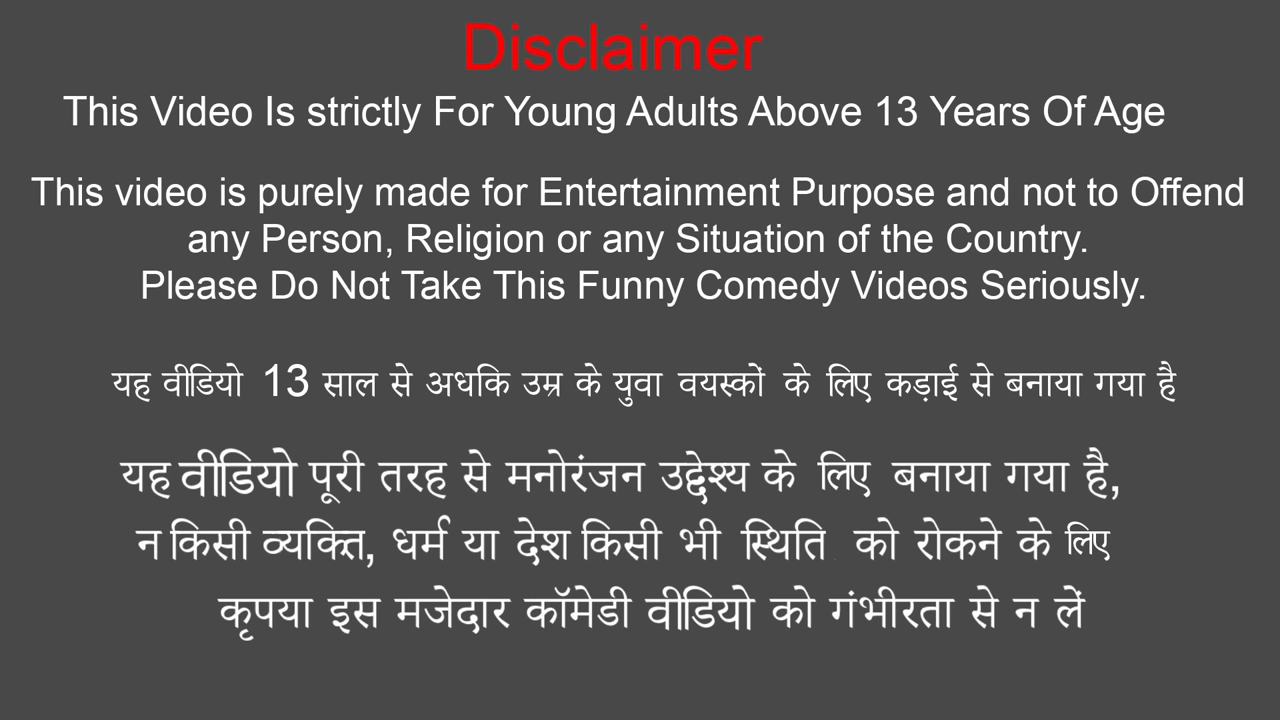 Disclaimer
This Video Is strictly For Young Adults Above 13 Years Of Age
This video is purely made for Entertainment Purpose and not to Offend
any Person, Religion or any Situation of the Country.
Please Do Not Take This Funny Comedy Videos Seriously.
यह वीडियो 13 साल से अधकि उम्र के युवा वयस्कों के लिए कड़ाई से बनाया गया है
यह वीडियो पूरी तरह से मनोरंजन उद्देश्य के लिए बनाया गया है,
न किसी व्यक्ति, धर्म या देश किसी भी स्थिति को रोकने के लिए
कृपया इस मजेदार कॉमेडी वीडियो को गंभीरता से न लें